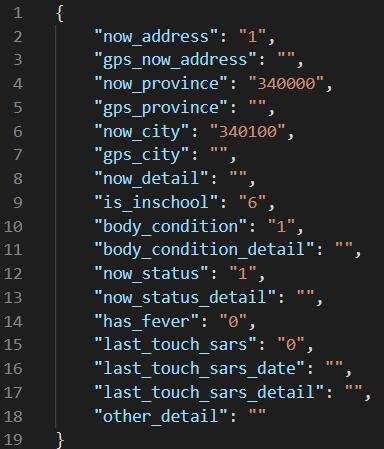 1 {
2 "now_address": "1",
3 "gps_now_address": "",
4 "now_province": "340000",
5 "gps_province": "",
6 "now_city": "340100",
7 "gps_city": "",
8 "now_detail": "",
9 "is_inschool": "6",
10 "body_condition": "1",
11 "body_condition_detail": "",
12 "now_status": "1",
13 "now_status_detail": "",
14 "has_fever": "0",
15 "last_touch_sars": "0",
16 "last_touch_sars_date": "",
17 "last_touch_sars_detail": "",
18 "other_detail": ""
19 }